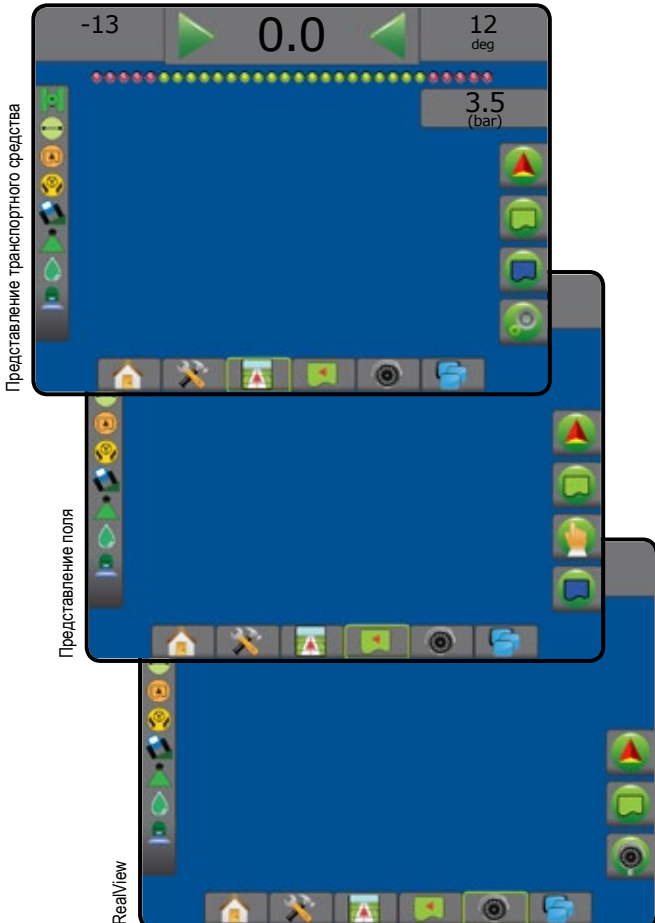 -13
0.0
12
deg
3.5
(bar)
Представление транспортного средства
Представление поля
RealView